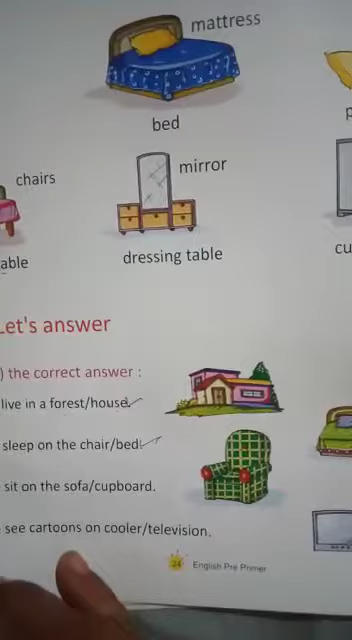 mattress
bed
chairs
mirror
able
dressing table
cu
Let's answer
) the correct answer :
live in a forest/house.
sleep on the chair/bed.
sit on the sofa/cupboard.
see cartoons on cooler/television.
24 English Pre Primer